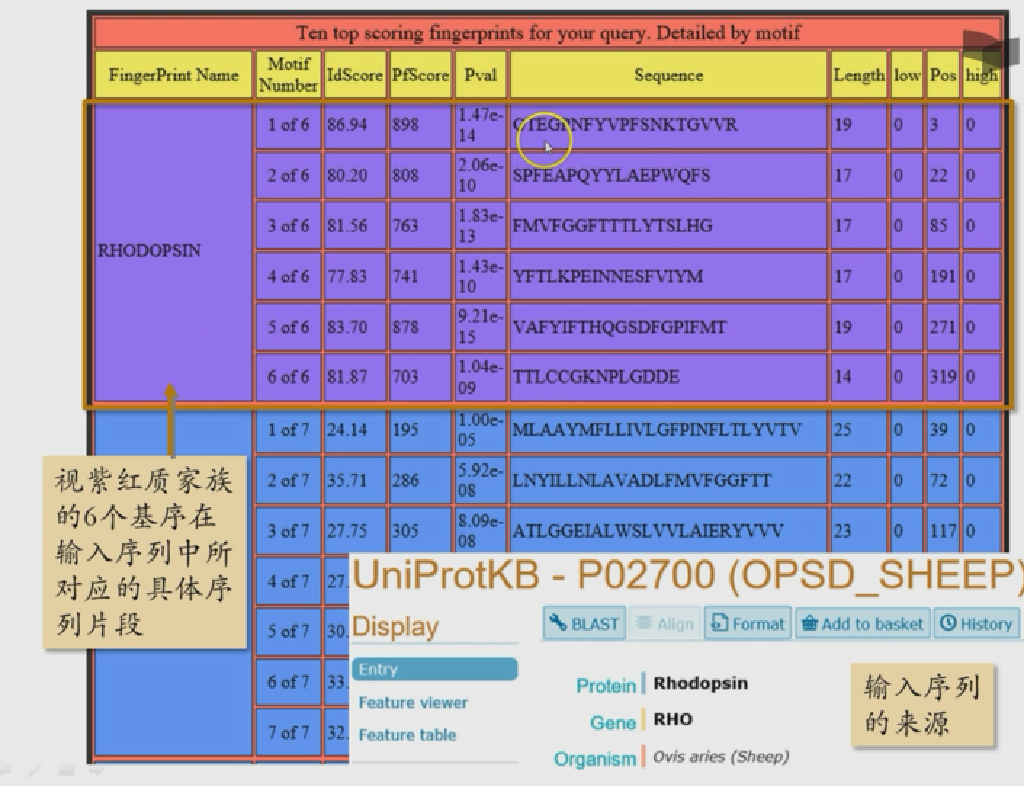 Ten top scoring fingerprints for your query. Detailed by motif
FingerPrint Name Motif Number IdScore PfScore Pval Sequence Length low Pos high
RHODOPSIN
1 of 6 86.94 898 1.47e-14 GTEGPNFYVPFSNKTGVVR 19 0 3 0
2 of 6 80.20 808 2.06e-10 SPFEAPQYYLAEPWQFS 17 0 22 0
3 of 6 81.56 763 1.83e-13 FMVFGGFTTTLYTSLHG 17 0 85 0
4 of 6 77.83 741 1.43e-10 YFTLKPEINNESFVIYM 17 0 191 0
5 of 6 83.70 878 9.21e-15 VAFYIFTHQGSDFGPIFMT 19 0 271 0
6 of 6 81.87 703 1.04e-09 TTLCCGKNPLGDDE 14 0 319 0
1 of 7 24.14 195 1.00e-05 MLAAYMFLLIVLGFPINFLTLYVTV 25 0 39 0
2 of 7 35.71 286 5.92e-08 LNYILLNLAVADLFMVFGGFTT 22 0 72 0
3 of 7 27.75 305 8.09e-08 ATLGGEIALWSLVVLAIERYVVV 23 0 117 0
4 of 7 27.
5 of 7 30.
6 of 7 33.
7 of 7 32.
视紫红质家族
的6个基序在
输入序列中所
对应的具体序
列片段
UniProtKB - P02700 (OPSD_SHEEP)
Display
BLAST Align Format Add to basket History
Entry
Feature viewer
Feature table
Protein Rhodopsin
Gene RHO
Organism Ovis aries (Sheep)
输入序列
的来源